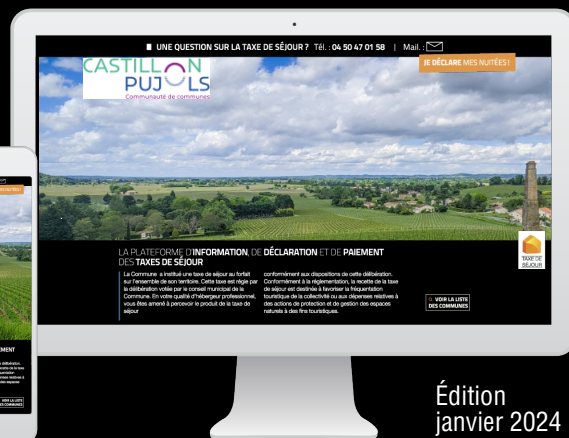 UNE QUESTION SUR LA TAXE DE SÉJOUR ? Tél. : 04 50 47 01 58 | Mail. :
JE DÉCLARE MES NUITÉES !
CASTILLON
PUJOLS
Communauté de communes
LA PLATEFORME D'INFORMATION, DE DÉCLARATION ET DE PAIEMENT
DES TAXES DE SÉJOUR
La Commune a institué une taxe de séjour au forfait
sur l'ensemble de son territoire. Cette taxe est régie par
la délibération votée par le conseil municipal de la
Commune. En votre qualité d'hébergeur professionnel,
vous êtes amené à percevoir le produit de la taxe de
séjour
conformément aux dispositions de cette délibération.
Conformément à la réglementation, la recette de la taxe
de séjour est destinée à favoriser la fréquentation
touristique de la collectivité ou aux dépenses relatives à
des actions de protection et de gestion des espaces
naturels à des fins touristiques.
TAXE DE
SÉJOUR
VOIR LA LISTE
DES COMMUNES
VOIR LA LISTE
Édition
janvier 2024